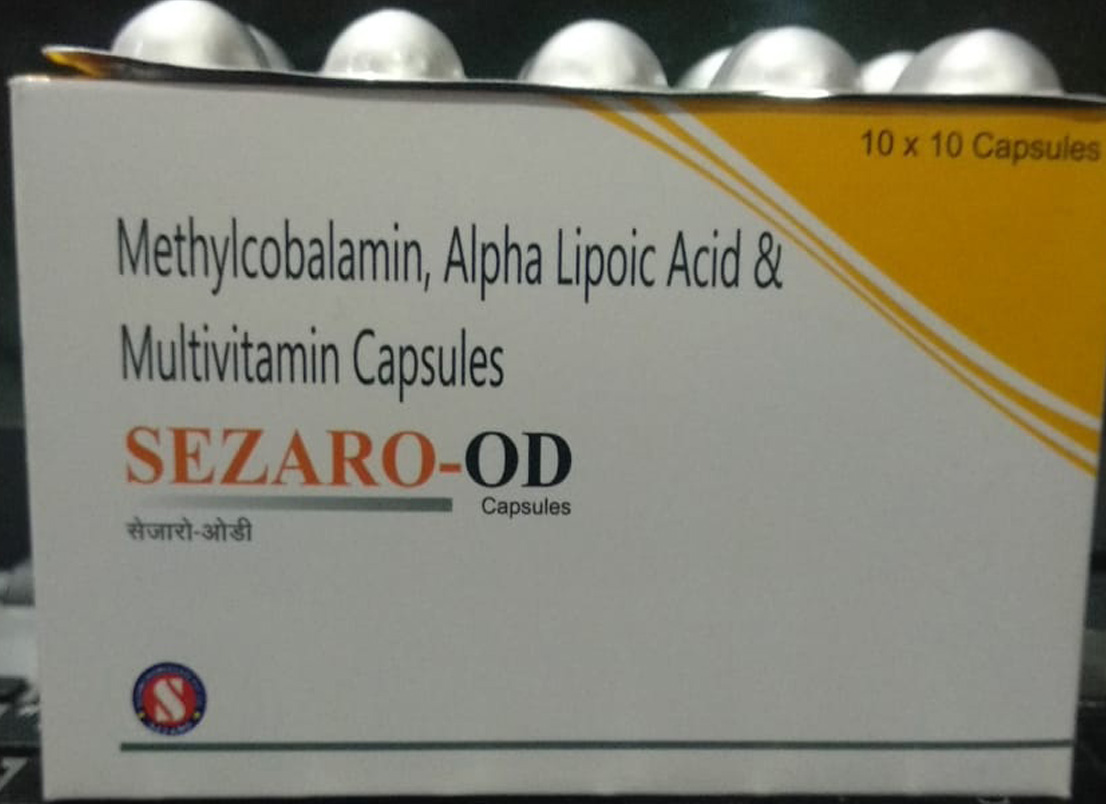 10 x 10 Capsules
Methylcobalamin, Alpha Lipoic Acid &
Multivitamin Capsules
SEZARO-OD
Capsules
सेजारो-ओडी
S